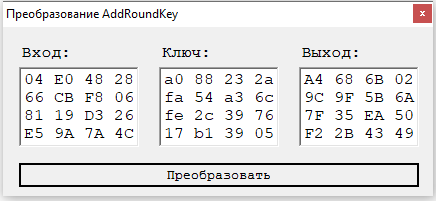 Преобразование AddRoundKey
x
Вход: Ключ: Выход:
04 E0 48 28 a0 88 23 2a A4 68 6B 02
66 CB F8 06 fa 54 a3 6c 9C 9F 5B 6A
81 19 D3 26 fe 2c 39 76 7F 35 EA 50
E5 9A 7A 4C 17 b1 39 05 F2 2B 43 49
Преобразовать